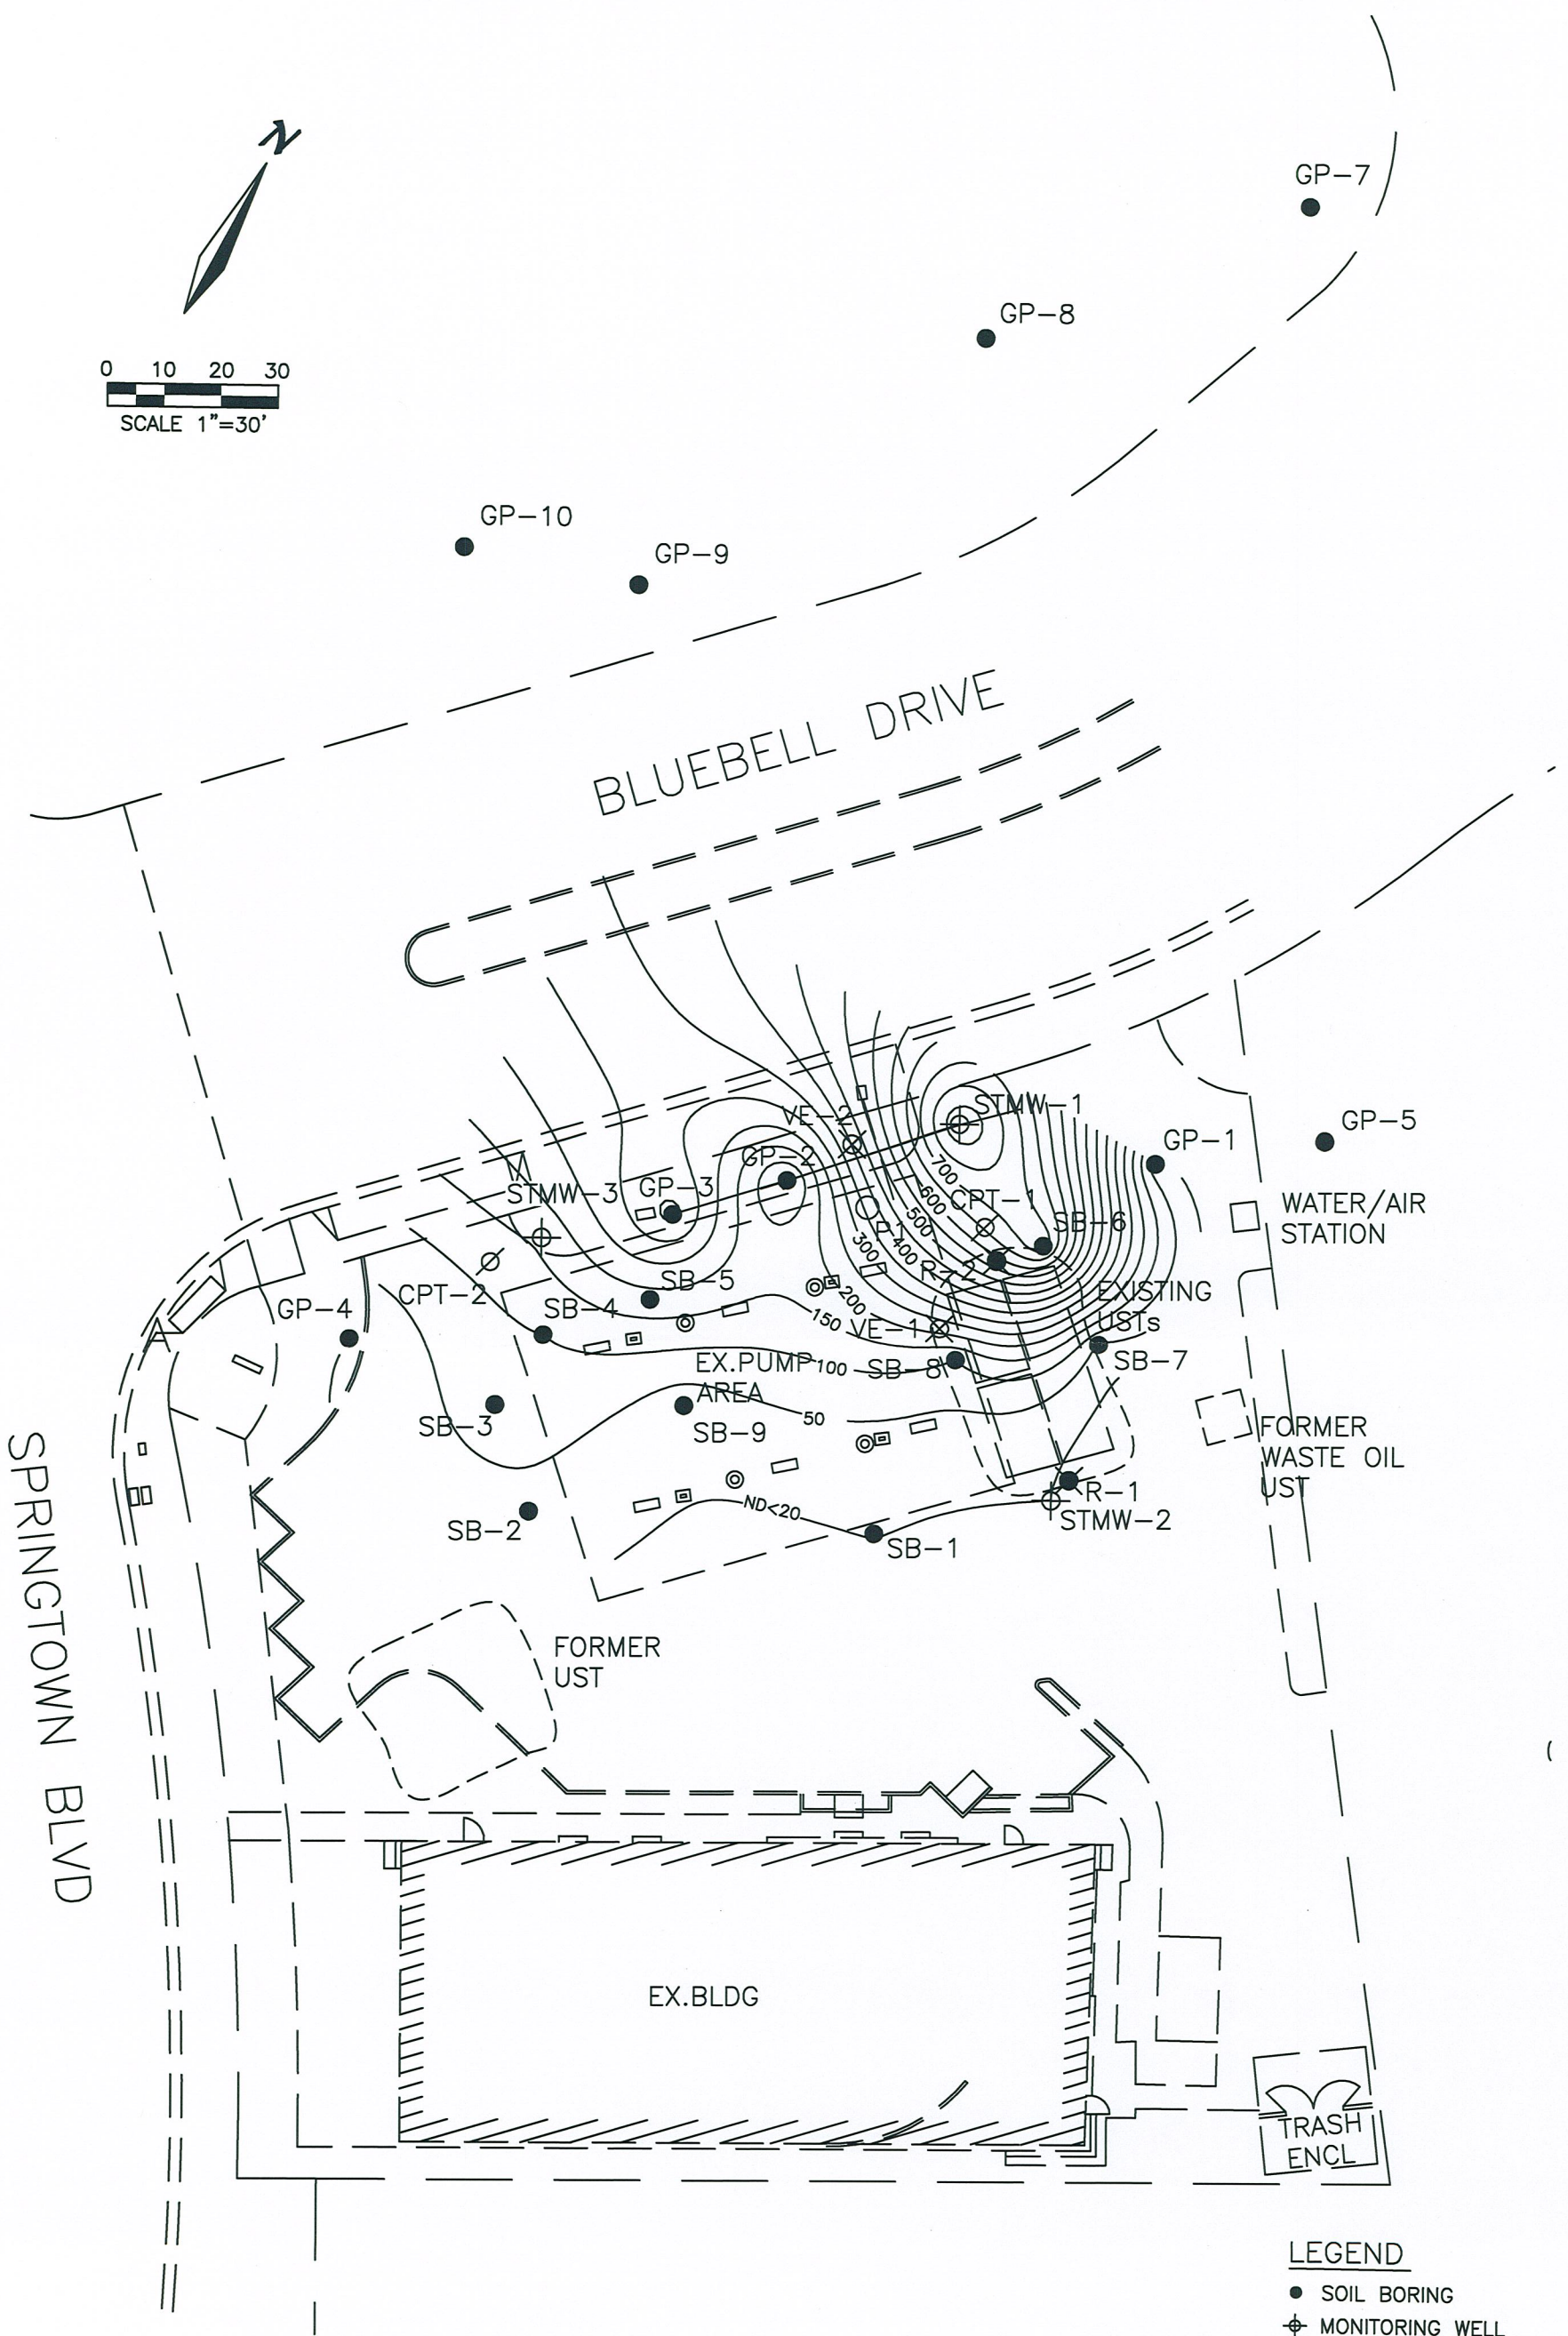 N
GP-7
GP-8
0 10 20 30
SCALE 1"=30'
GP-10
GP-9
BLUEBELL DRIVE
STMW-1
VE-2
GP-5
GP-1
GP-2
700
STMW-3
GP-3
600
CPT-1
WATER/AIR
STATION
P1
500
SB-6
300
400
R-2
SB-5
CPT-2
EXISTING
USTs
200
GP-4
SB-4
150
VE-1
EX.PUMP
AREA
100
SB-8
SB-7
SB-3
SB-9
50
FORMER
WASTE OIL
UST
R-1
ND<20
STMW-2
SB-2
SB-1
SPRINGTOWN BLVD
FORMER
UST
EX.BLDG
TRASH
ENCL
LEGEND
SOIL BORING
MONITORING WELL